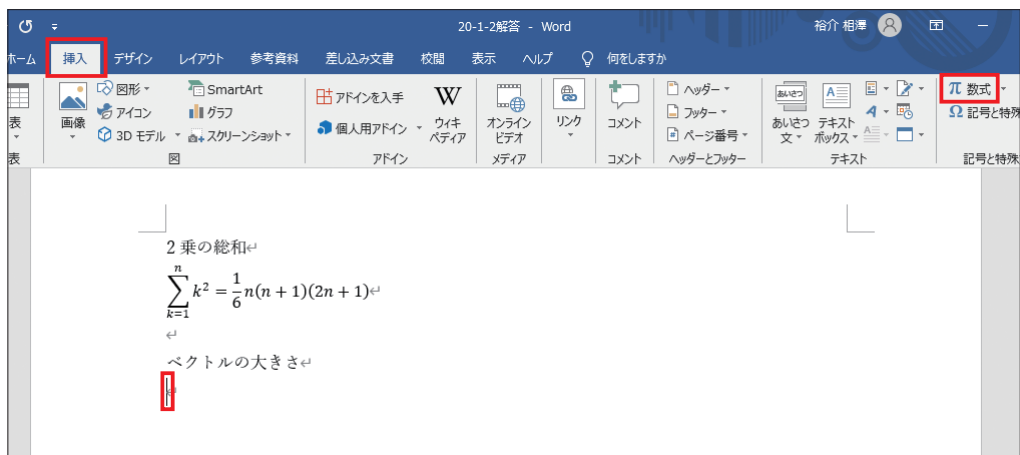 20-1-2解答 - Word 裕介 相澤
ホーム 挿入 デザイン レイアウト 参考資料 差し込み文書 校閲 表示 ヘルプ 何をしますか
表
表
画像
図形
アイコン
3D モデル
SmartArt
グラフ
スクリーンショット
図
アドインを入手
個人用アドイン
ウィキ
ペディア
アドイン
オンライン
ビデオ
メディア
リンク
コメント
コメント
ヘッダー
フッター
ページ番号
ヘッダーとフッター
あいさつ
あいさつ
文
A
テキスト
ボックス
テキスト
π 数式
Ω 記号と特殊
記号と特殊
2 乗の総和
∑_{k=1}^{n} k² = 1/6 n(n + 1)(2n + 1)
ベクトルの大きさ